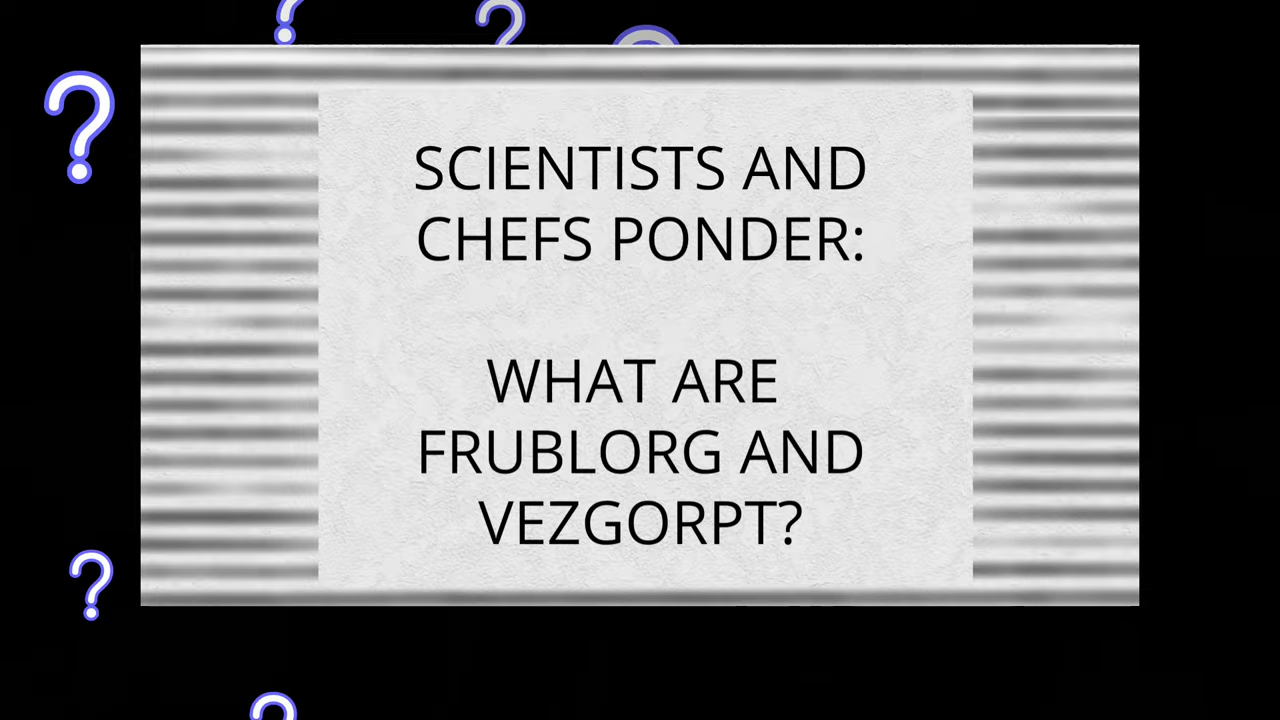 SCIENTISTS AND
CHEFS PONDER:
WHAT ARE
FRUBLORG AND
VEZGORPT?